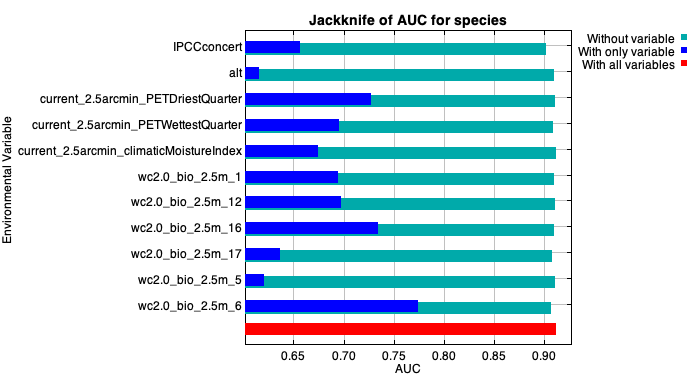 Jackknife of AUC for species
Without variable
With only variable
With all variables
Environmental Variable
IPCCconcert
alt
current_2.5arcmin_PETDriestQuarter
current_2.5arcmin_PETWettestQuarter
current_2.5arcmin_climaticMoistureIndex
wc2.0_bio_2.5m_1
wc2.0_bio_2.5m_12
wc2.0_bio_2.5m_16
wc2.0_bio_2.5m_17
wc2.0_bio_2.5m_5
wc2.0_bio_2.5m_6
0.65 0.70 0.75 0.80 0.85 0.90
AUC